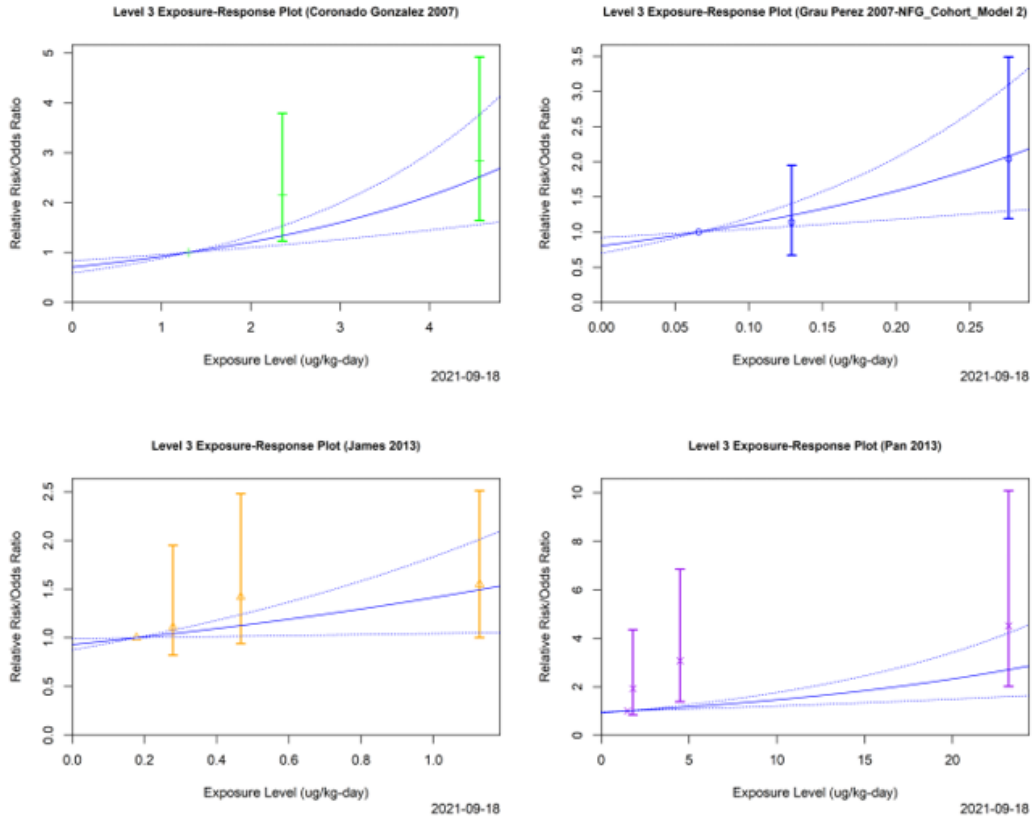 Level 3 Exposure-Response Plot (Coronado Gonzalez 2007)
Relative Risk/Odds Ratio
5
4
3
2
1
0
0 1 2 3 4
Exposure Level (ug/kg-day)
2021-09-18
Level 3 Exposure-Response Plot (Grau Perez 2007-NFG_Cohort_Model 2)
Relative Risk/Odds Ratio
3.5
3.0
2.5
2.0
1.5
1.0
0.5
0.0
0.00 0.05 0.10 0.15 0.20 0.25
Exposure Level (ug/kg-day)
2021-09-18
Level 3 Exposure-Response Plot (James 2013)
Relative Risk/Odds Ratio
2.5
2.0
1.5
1.0
0.5
0.0
0.0 0.2 0.4 0.6 0.8 1.0
Exposure Level (ug/kg-day)
2021-09-18
Level 3 Exposure-Response Plot (Pan 2013)
Relative Risk/Odds Ratio
10
8
6
4
2
0
0 5 10 15 20
Exposure Level (ug/kg-day)
2021-09-18